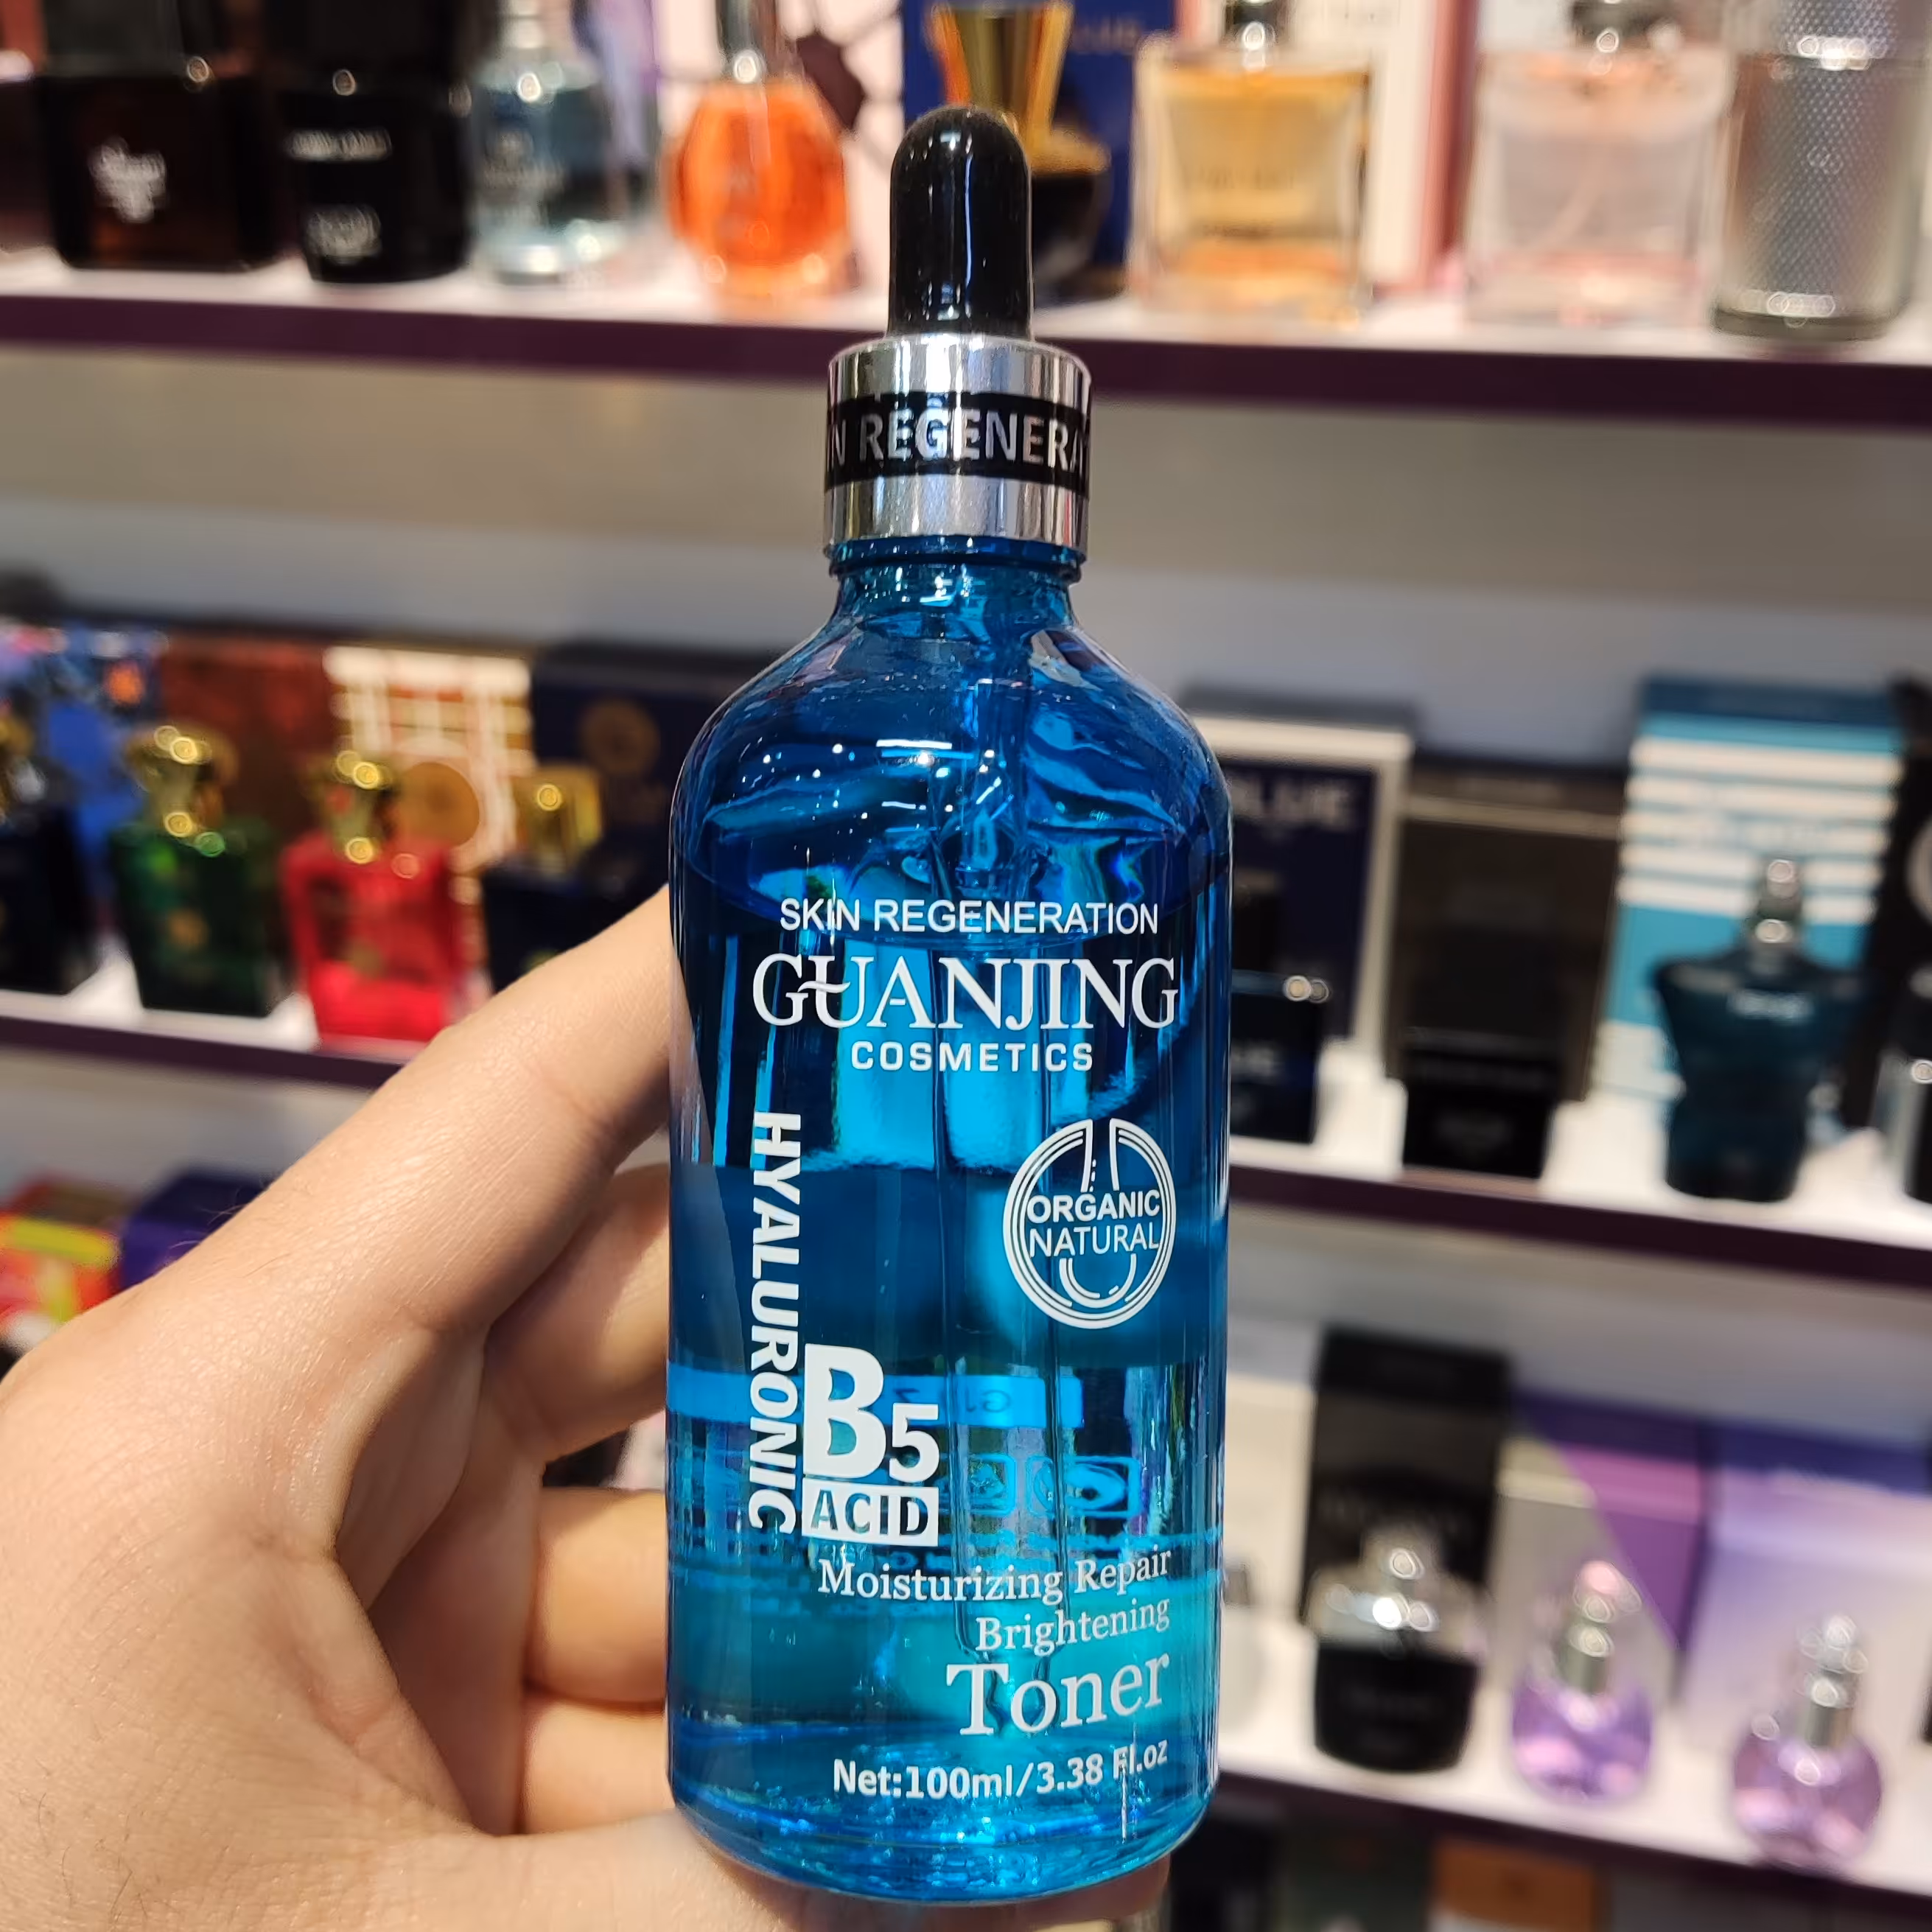 N REGENERA
SKIN REGENERATION
GUANJING
COSMETICS
ORGANIC
NATURAL
HYALURONIC
B5
ACID
Moisturizing Repair
Brightening
Toner
Net:100ml/3.38 Fl.oz
BLUE